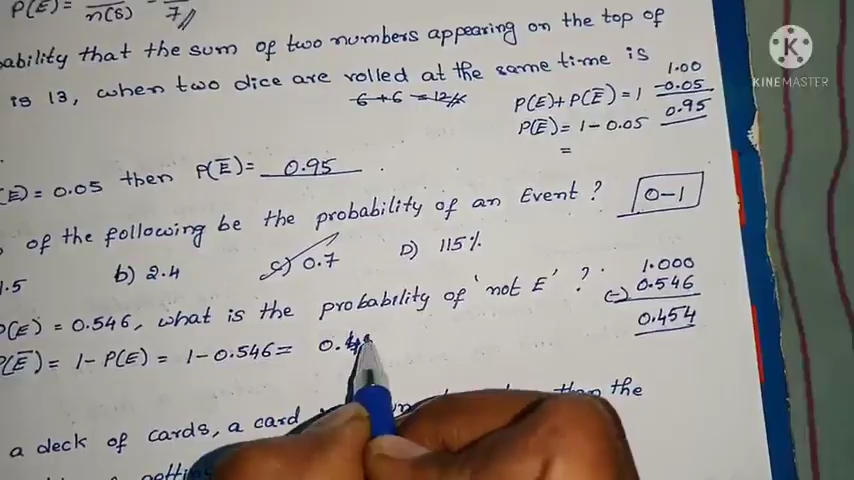 P(E) = n(S) 7
ability that the sum of two numbers appearing on the top of
is 13, when two dice are rolled at the same time is
6+6 = 12
P(E)+P(E̅) = 1
P(E̅) = 1 - 0.05
=
1.00
-0.05
0.95
(E) = 0.05 then P(E̅) = 0.95 .
of the following be the probability of an Event ? 0-1
1.5 b) 2.4 c) 0.7 D) 115%
P(E) = 0.546, what is the probability of 'not E' ?
1.000
(-) 0.546
0.454
P(E̅) = 1 - P(E) = 1 - 0.546 = 0.4
a deck of cards, a card than the
KINEMASTER